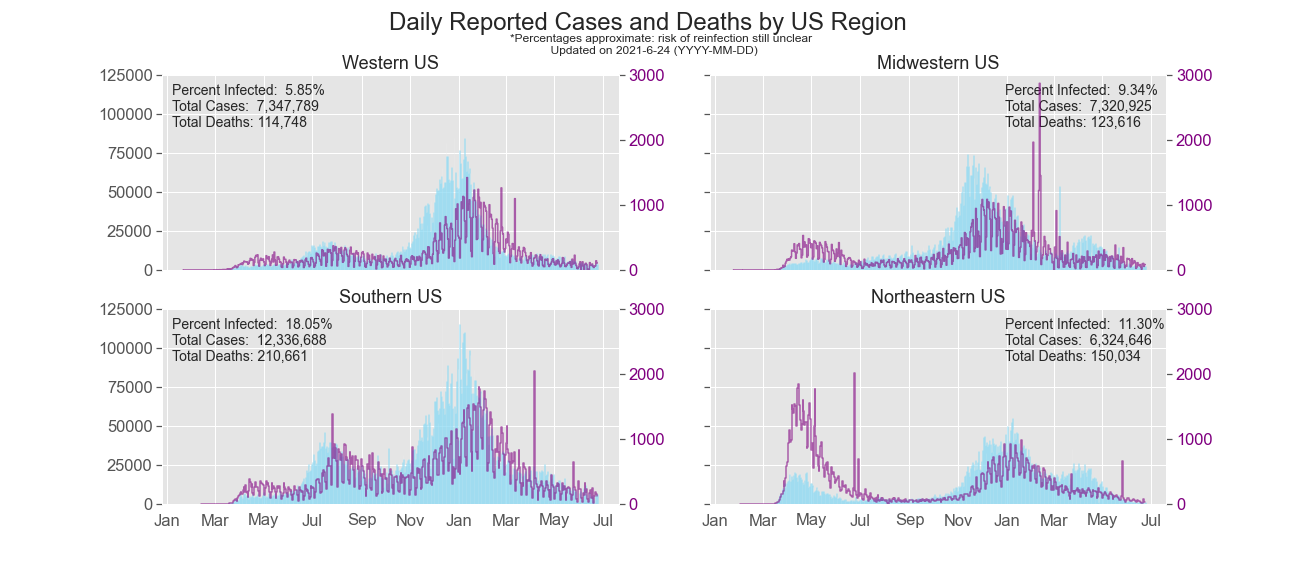 Daily Reported Cases and Deaths by US Region
*Percentages approximate: risk of reinfection still unclear
Updated on 2021-6-24 (YYYY-MM-DD)
Western US
125000
100000
75000
50000
25000
0
3000
2000
1000
0
Percent Infected: 5.85%
Total Cases: 7,347,789
Total Deaths: 114,748
Midwestern US
3000
2000
1000
0
Percent Infected: 9.34%
Total Cases: 7,320,925
Total Deaths: 123,616
Southern US
125000
100000
75000
50000
25000
0
3000
2000
1000
0
Percent Infected: 18.05%
Total Cases: 12,336,688
Total Deaths: 210,661
Jan Mar May Jul Sep Nov Jan Mar May Jul
Northeastern US
3000
2000
1000
0
Percent Infected: 11.30%
Total Cases: 6,324,646
Total Deaths: 150,034
Jan Mar May Jul Sep Nov Jan Mar May Jul